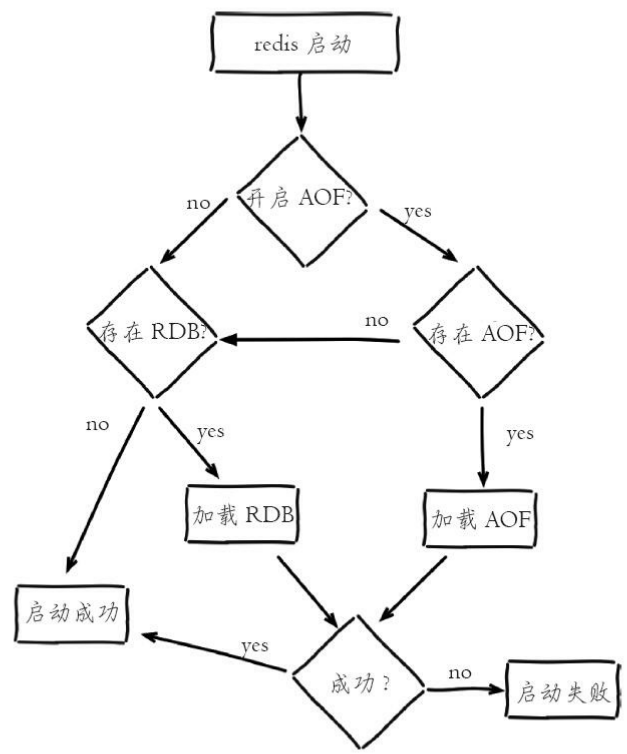 redis 启动
开启 AOF?
no
yes
存在 RDB?
no
存在 AOF?
no
yes
yes
加载 RDB
加载 AOF
启动成功
yes
成功?
no
启动失败